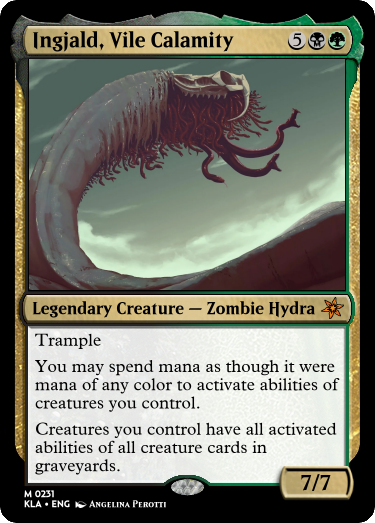 Ingjald, Vile Calamity 5
Legendary Creature — Zombie Hydra
Trample
You may spend mana as though it were
mana of any color to activate abilities of
creatures you control.
Creatures you control have all activated
abilities of all creature cards in
graveyards.
7/7
M 0231
KLA • ENG Angelina Perotti